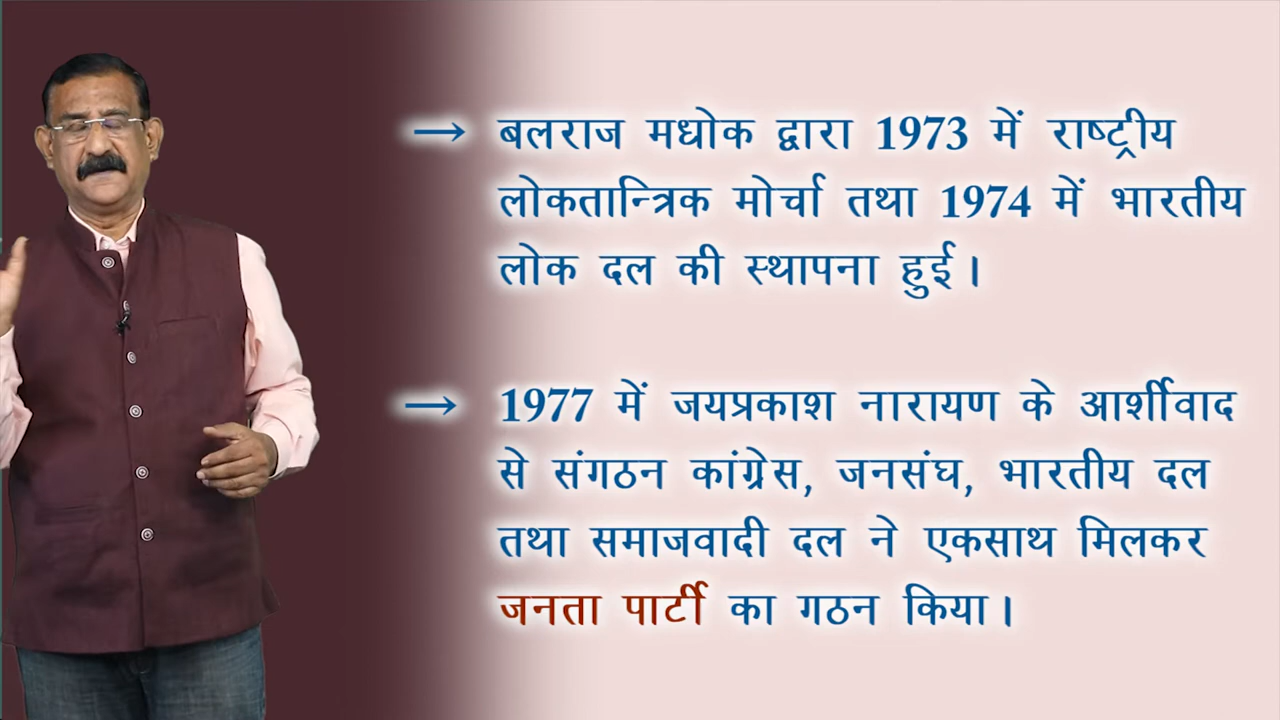 → बलराज मधोक द्वारा 1973 में राष्ट्रीय
लोकतान्त्रिक मोर्चा तथा 1974 में भारतीय
लोक दल की स्थापना हुई।
→ 1977 में जयप्रकाश नारायण के आर्शीवाद
से संगठन कांग्रेस, जनसंघ, भारतीय दल
तथा समाजवादी दल ने एकसाथ मिलकर
जनता पार्टी का गठन किया।